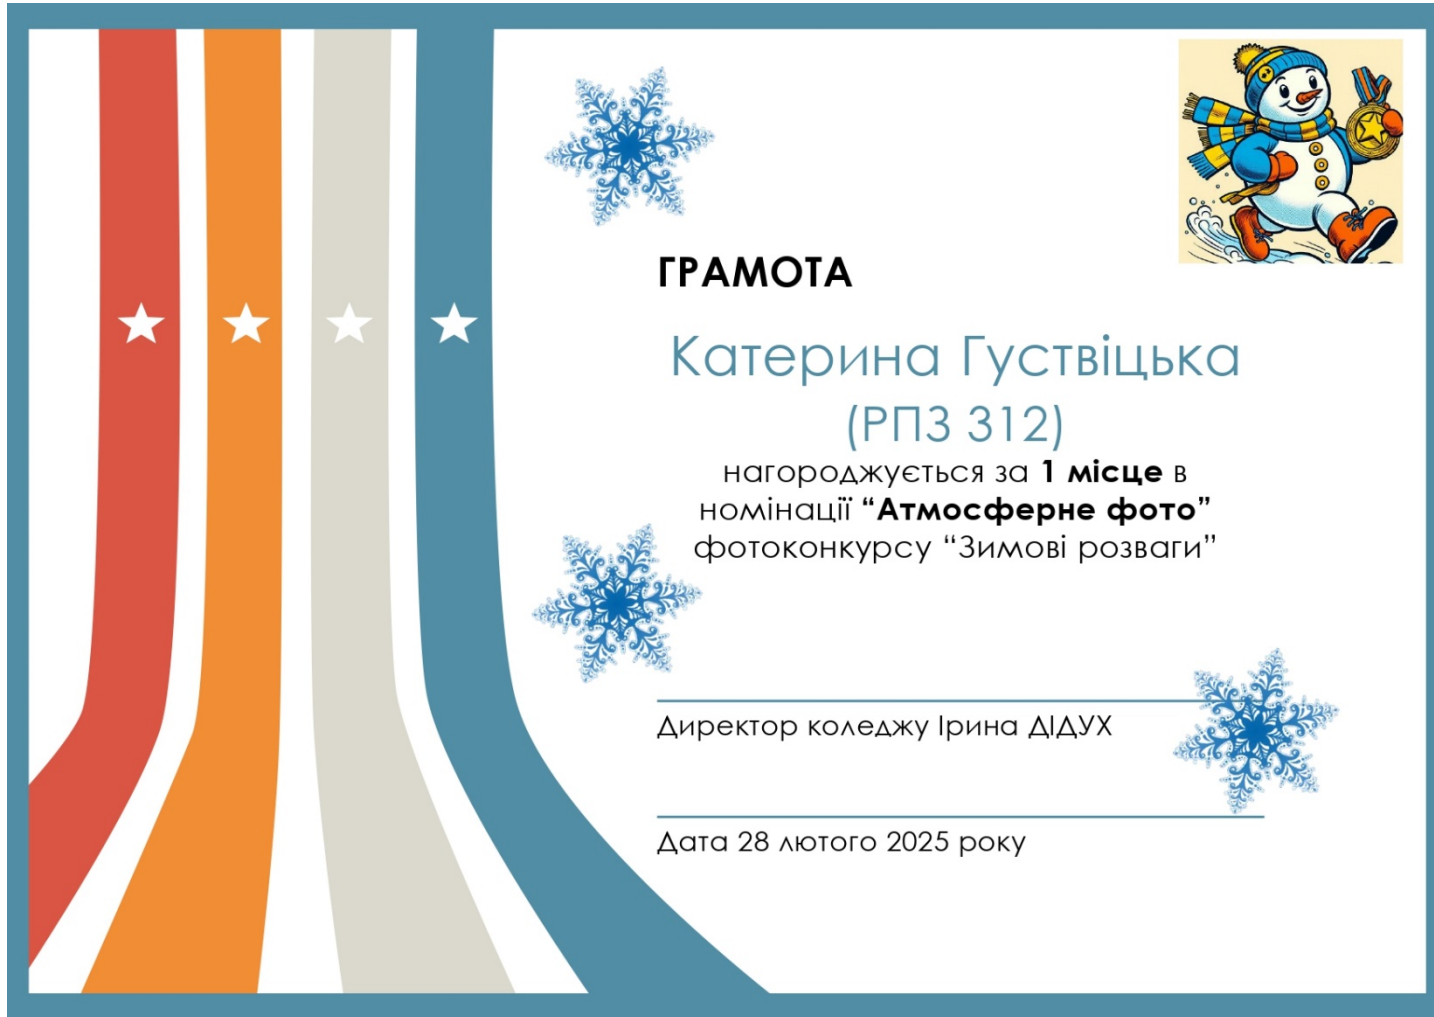 ГРАМОТА
Катерина Густвіцька
(РПЗ 312)
нагороджується за 1 місце в
номінації “Атмосферне фото”
фотоконкурсу “Зимові розваги”
Директор коледжу Ірина ДІДУХ
Дата 28 лютого 2025 року